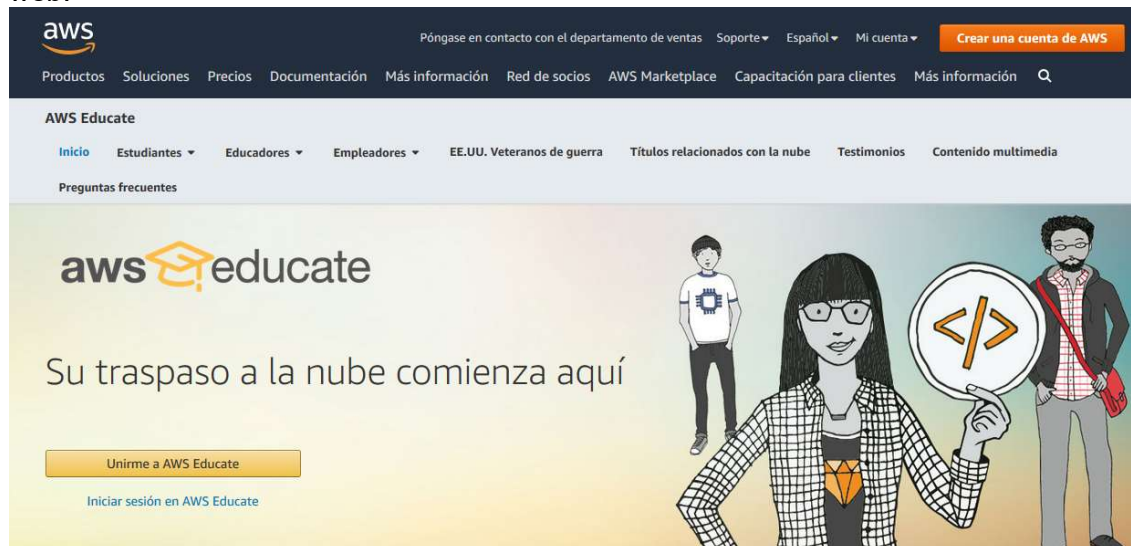 aws
Póngase en contacto con el departamento de ventas Soporte Español Mi cuenta Crear una cuenta de AWS
Productos Soluciones Precios Documentación Más información Red de socios AWS Marketplace Capacitación para clientes Más información
AWS Educate
Inicio Estudiantes Educadores Empleadores EE.UU. Veteranos de guerra Títulos relacionados con la nube Testimonios Contenido multimedia
Preguntas frecuentes
aws educate
Su traspaso a la nube comienza aquí
</>
Unirme a AWS Educate
Iniciar sesión en AWS Educate